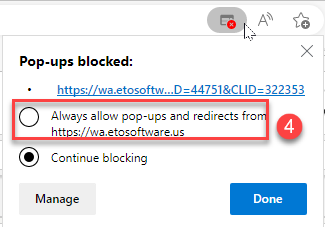 A
Pop-ups blocked:
• https://wa.etosoftw...D=44751&CLID=322353
Always allow pop-ups and redirects from
https://wa.etosoftware.us
4
Continue blocking
Manage
Done